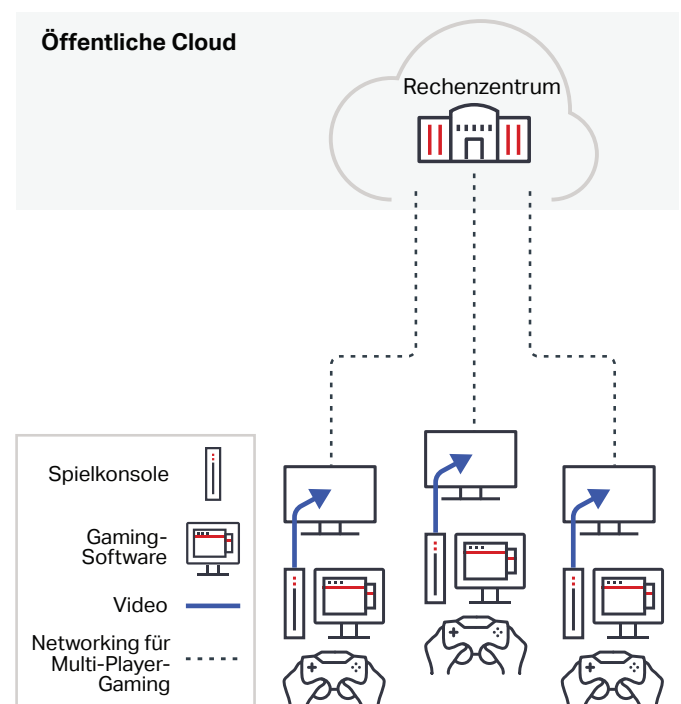 Öffentliche Cloud
Rechenzentrum
Spielkonsole
Gaming-
Software
Video
Networking für
Multi-Player-
Gaming